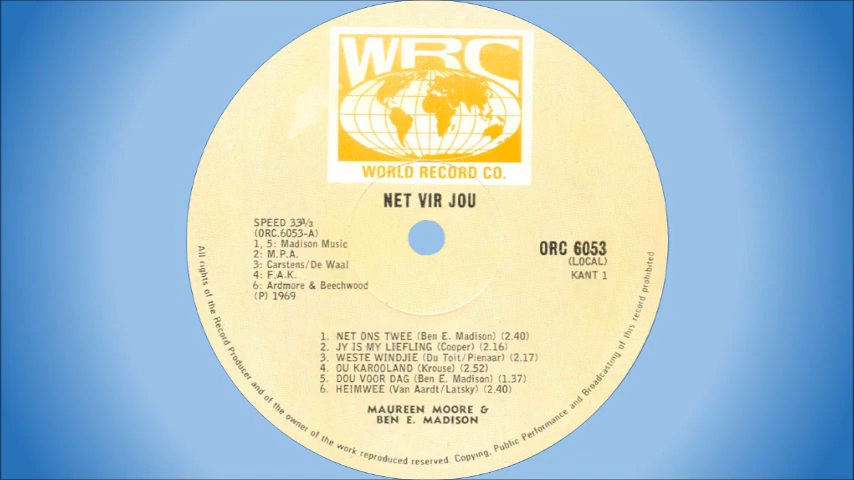 WRC
WORLD RECORD CO.
NET VIR JOU
SPEED 33⅓
(ORC.6053-A)
1, 5: Madison Music
2: M.P.A.
3: Carstens/De Waal
4: F.A.K.
6: Ardmore & Beechwood
(P) 1969
ORC 6053
(LOCAL)
KANT 1
1. NET ONS TWEE (Ben E. Madison) (2.40)
2. JY IS MY LIEFLING (Cooper) (2.16)
3. WESTE WINDJIE (Du Toit/Pienaar) (2.17)
4. OU KAROOLAND (Krouse) (2.52)
5. DOU VOOR DAG (Ben E. Madison) (1.37)
6. HEIMWEE (Van Aardt/Latsky) (2.40)
MAUREEN MOORE &
BEN E. MADISON
All rights of the Record Producer and of the owner of the work reproduced reserved. Copying, Public Performance and Broadcasting of this record prohibited